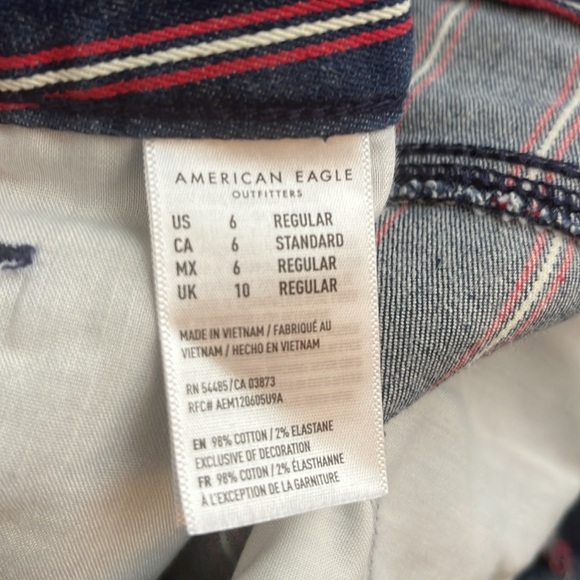 AMERICAN EAGLE
OUTFITTERS
US 6 REGULAR
CA 6 STANDARD
MX 6 REGULAR
UK 10 REGULAR
MADE IN VIETNAM / FABRIQUÉ AU
VIETNAM / HECHO EN VIETNAM
RN 54485/CA 03873
RFC# AEM120605U9A
EN 98% COTTON / 2% ELASTANE
EXCLUSIVE OF DECORATION
FR 98% COTON / 2% ÉLASTHANNE
À L'EXCEPTION DE LA GARNITURE